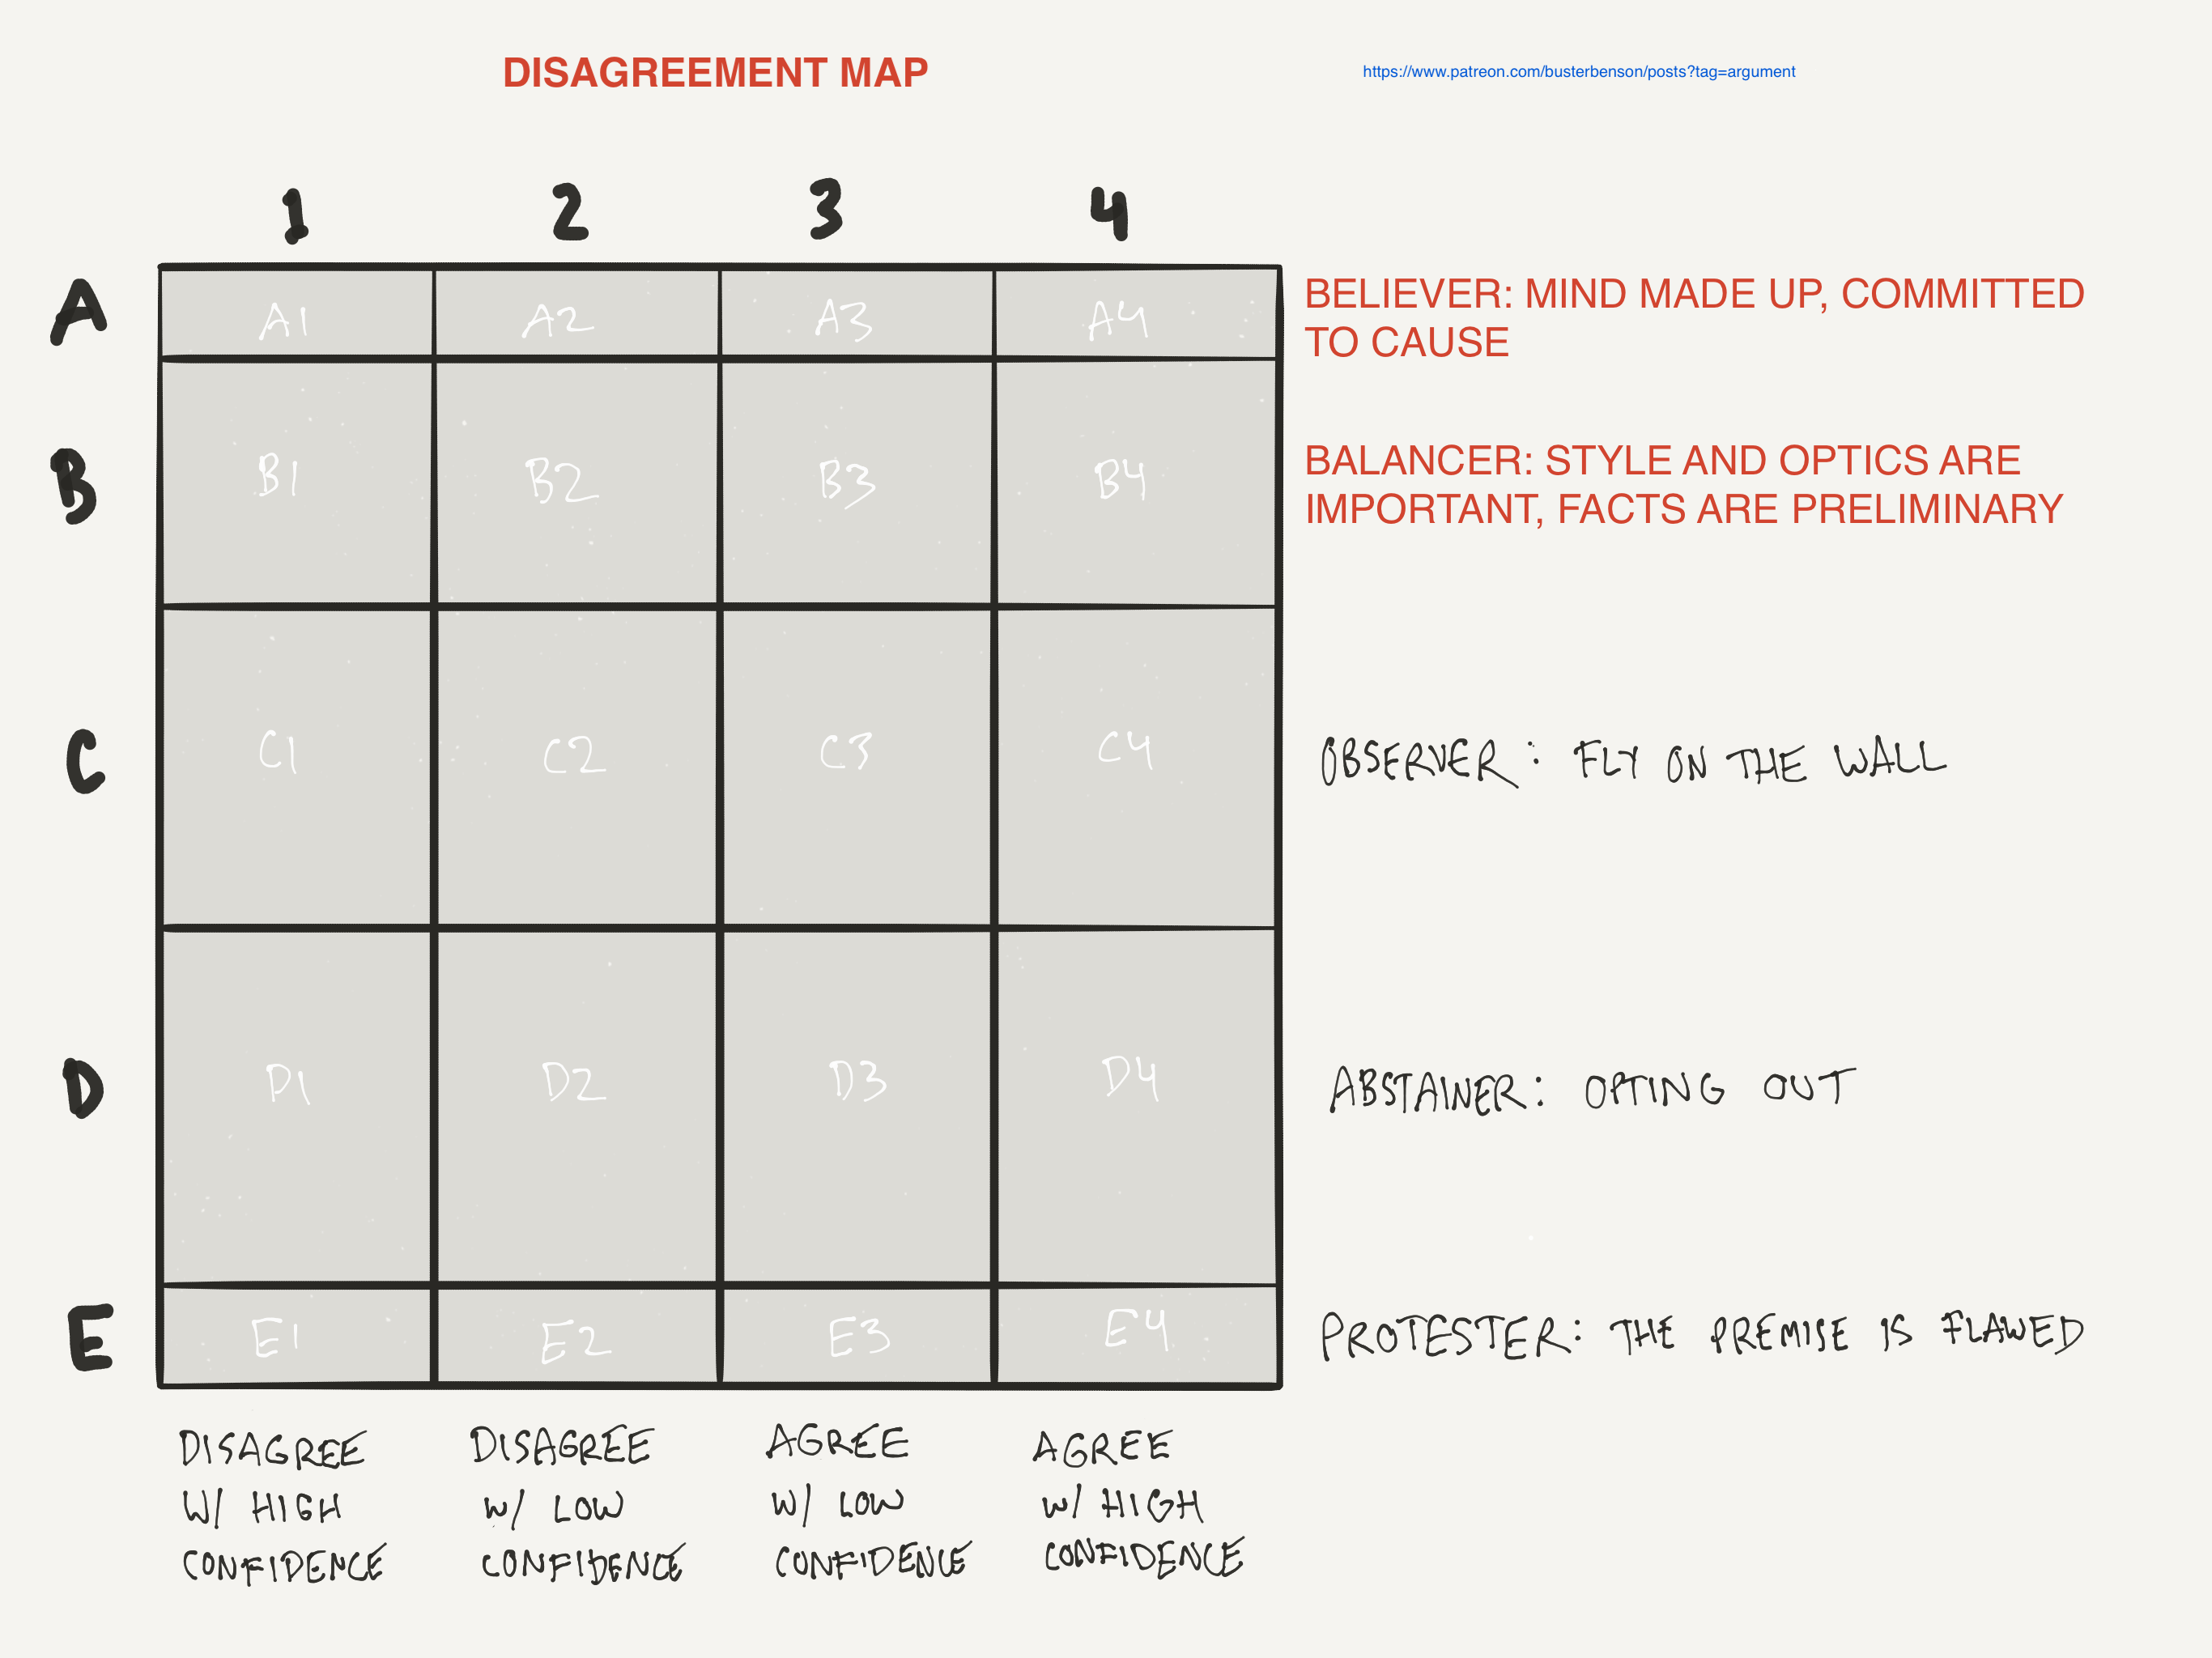 DISAGREEMENT MAP
https://www.patreon.com/busterbenson/posts?tag=argument
1 2 3 4
A
A1 A2 A3 A4
BELIEVER: MIND MADE UP, COMMITTED
TO CAUSE
B
B1 B2 B3 B4
BALANCER: STYLE AND OPTICS ARE
IMPORTANT, FACTS ARE PRELIMINARY
C
C1 C2 C3 C4
OBSERVER: FLY ON THE WALL
D
D1 D2 D3 D4
ABSTAINER: OPTING OUT
E
E1 E2 E3 E4
PROTESTER: THE PREMISE IS FLAWED
DISAGREE
W/ HIGH
CONFIDENCE
DISAGREE
W/ LOW
CONFIDENCE
AGREE
W/ LOW
CONFIDENCE
AGREE
W/ HIGH
CONFIDENCE